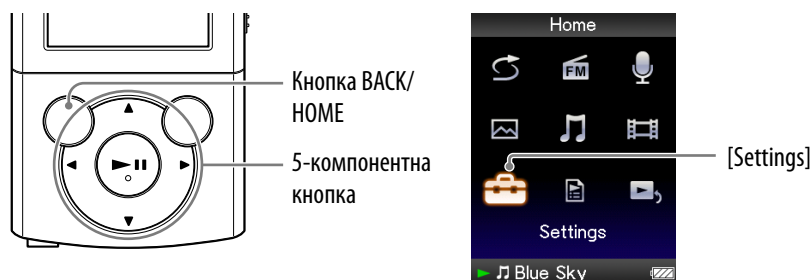 Кнопка BACK/
HOME
5-компонентна
кнопка
Home
FM
Settings
Blue Sky
[Settings]